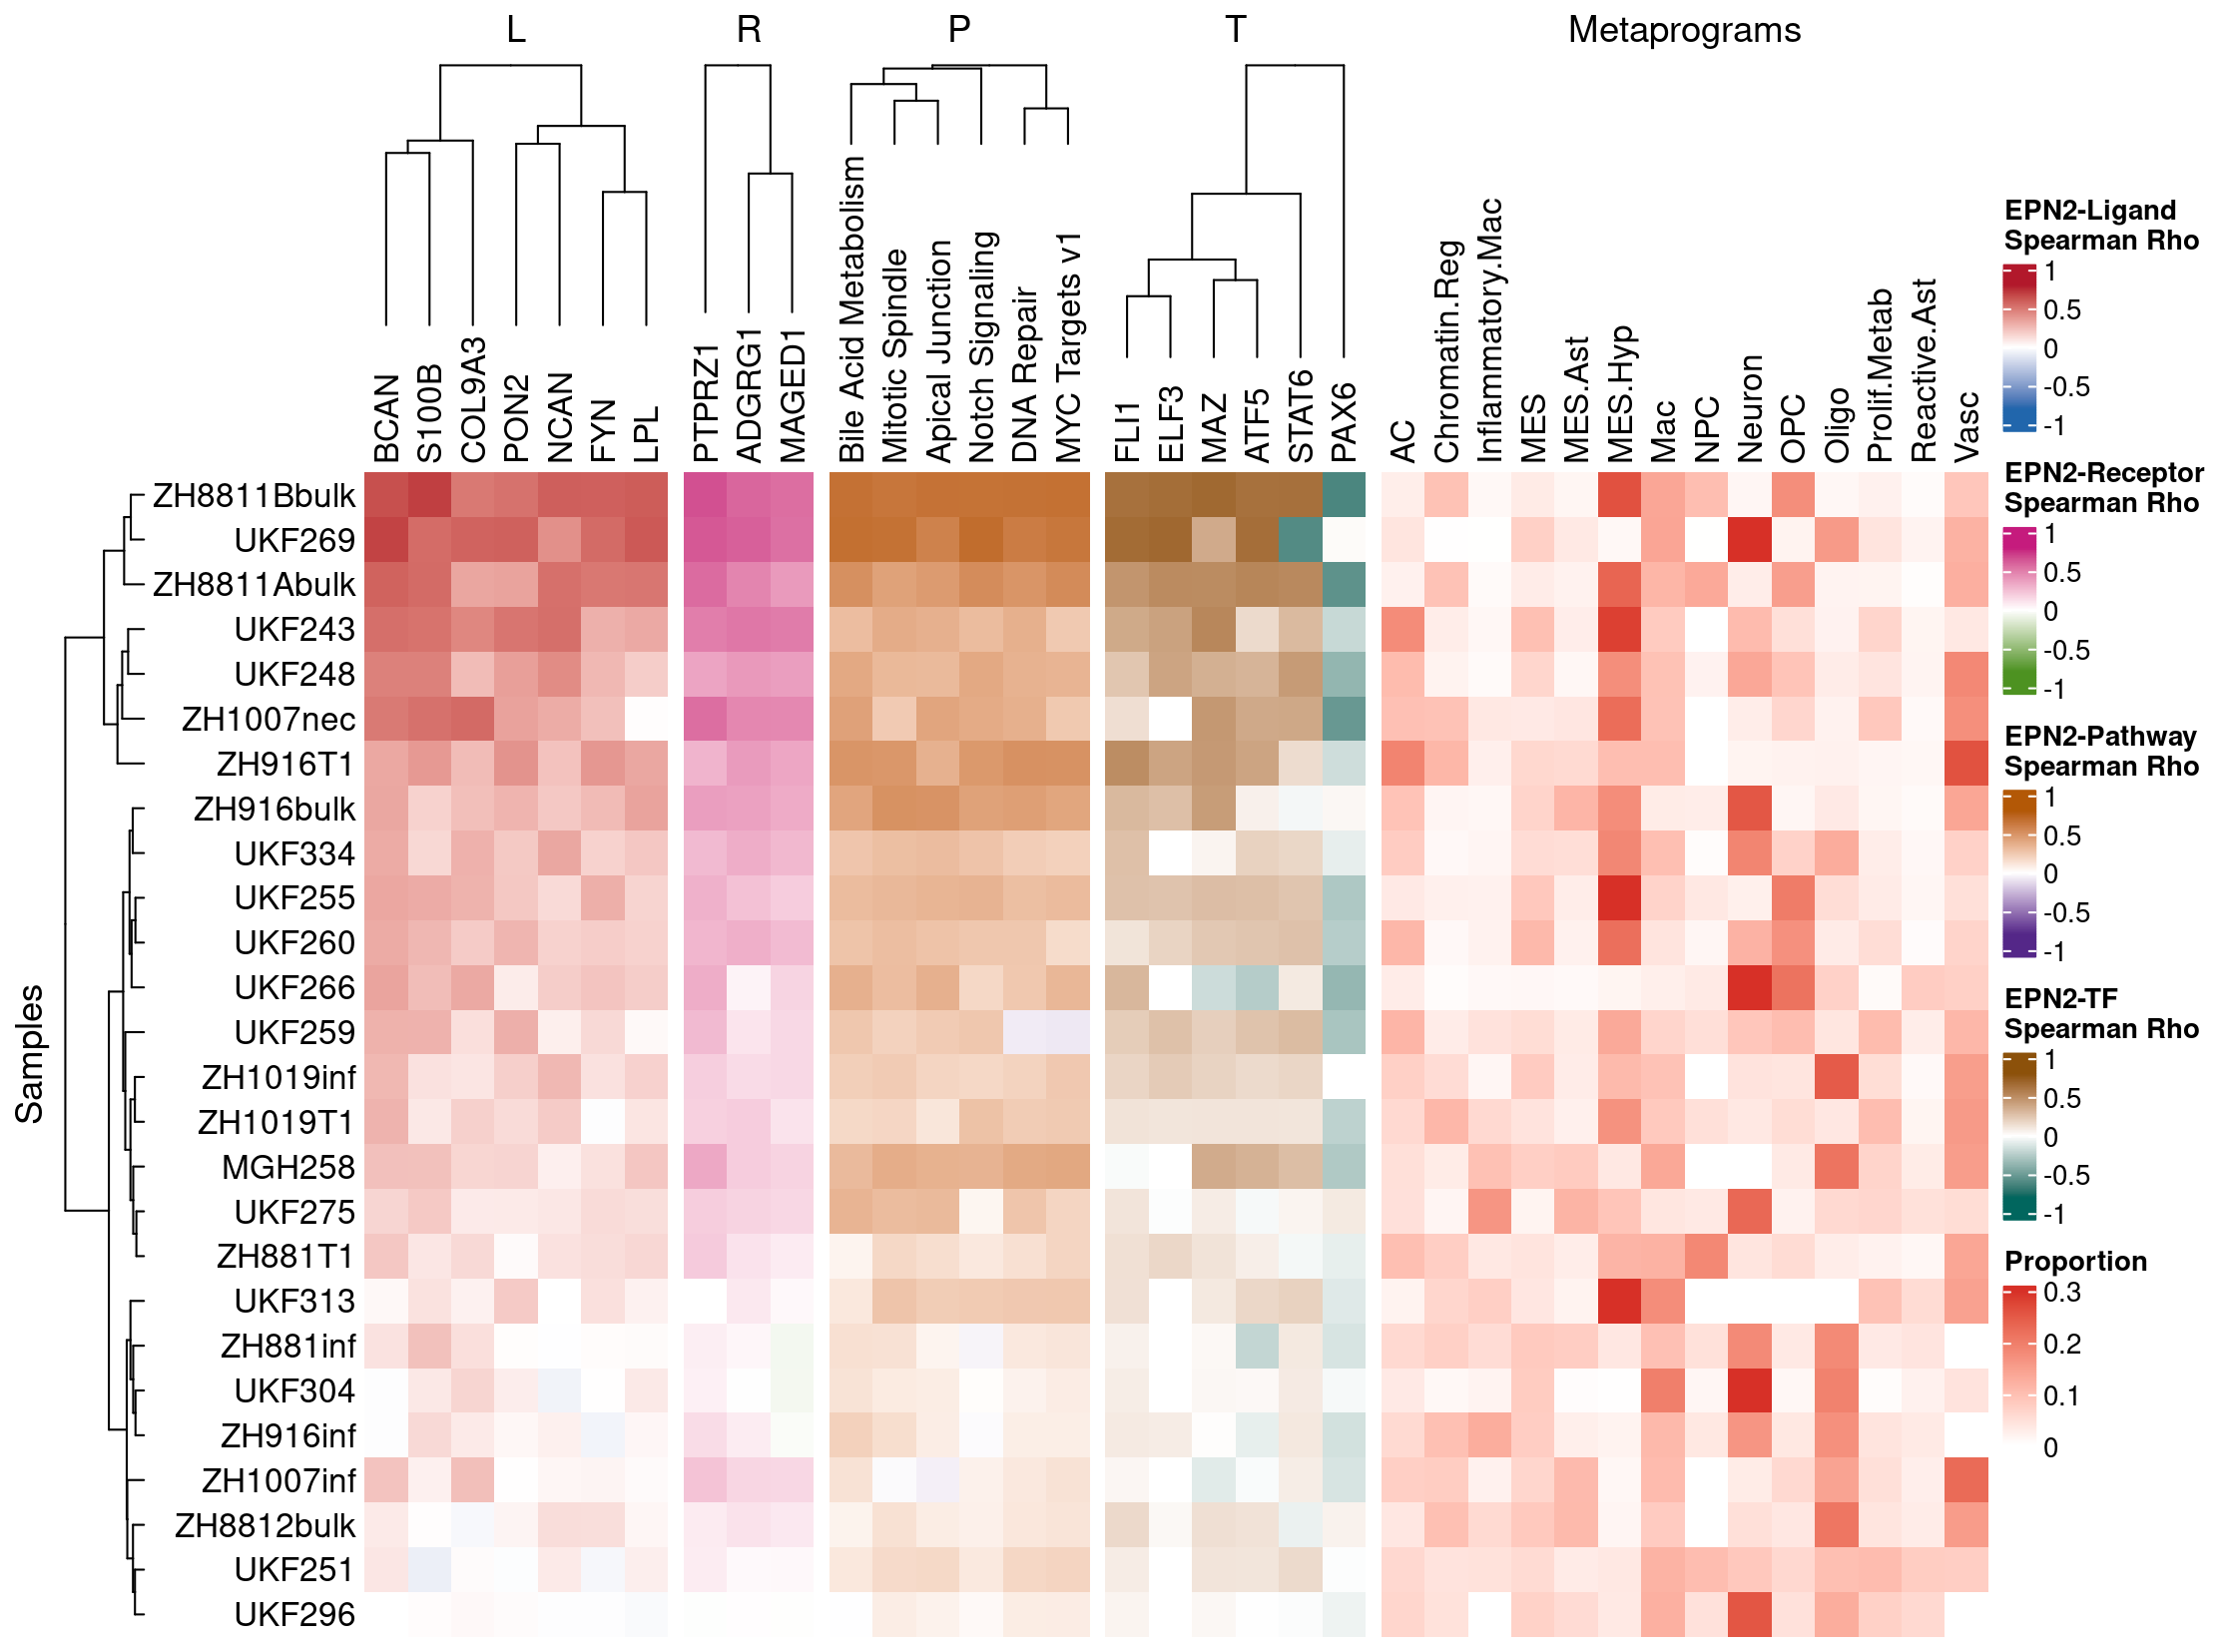 L R P T Metaprograms
BCAN S100B COL9A3 PON2 NCAN FYN LPL
PTPRZ1 ADGRG1 MAGED1
Bile Acid Metabolism
Mitotic Spindle
Apical Junction
Notch Signaling
DNA Repair
MYC Targets v1
FLI1 ELF3 MAZ ATF5 STAT6 PAX6
AC
Chromatin.Reg
Inflammatory.Mac
MES
MES.Ast
MES.Hyp
Mac
NPC
Neuron
OPC
Oligo
Prolif.Metab
Reactive.Ast
Vasc
Samples
ZH8811Bbulk
UKF269
ZH8811Abulk
UKF243
UKF248
ZH1007nec
ZH916T1
ZH916bulk
UKF334
UKF255
UKF260
UKF266
UKF259
ZH1019inf
ZH1019T1
MGH258
UKF275
ZH881T1
UKF313
ZH881inf
UKF304
ZH916inf
ZH1007inf
ZH8812bulk
UKF251
UKF296
EPN2-Ligand
Spearman Rho
1
0.5
0
-0.5
-1
EPN2-Receptor
Spearman Rho
1
0.5
0
-0.5
-1
EPN2-Pathway
Spearman Rho
1
0.5
0
-0.5
-1
EPN2-TF
Spearman Rho
1
0.5
0
-0.5
-1
Proportion
0.3
0.2
0.1
0